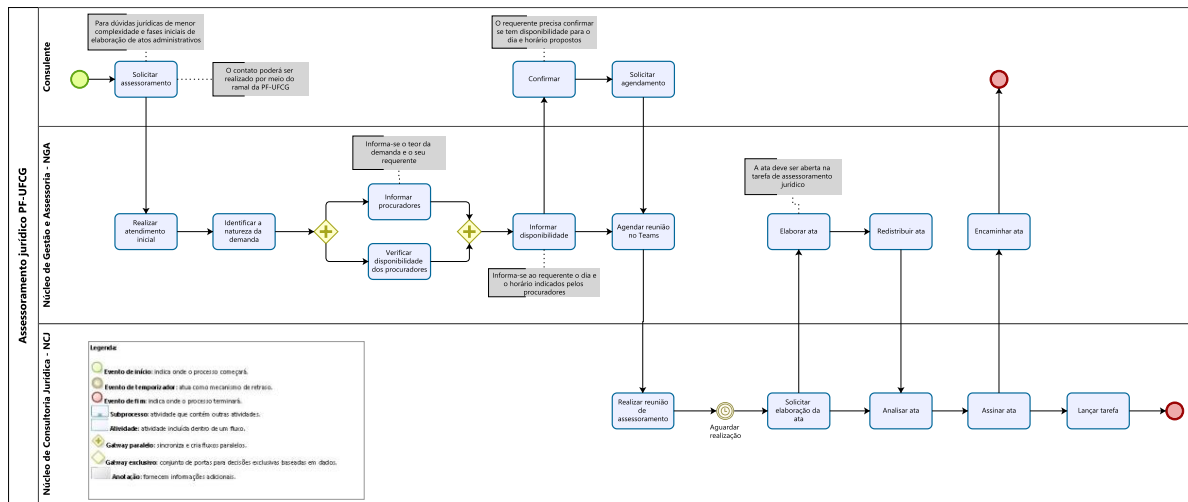 Assessoramento jurídico PF-UFCG
Consulente
Para dúvidas jurídicas de menor
complexidade e fases iniciais de
elaboração de atos administrativos
Solicitar
assessoramento
O contato poderá ser
realizado por meio do
ramal da PF-UFCG
O requerente precisa confirmar
se tem disponibilidade para o
dia e horário propostos
Confirmar
Solicitar
agendamento
Núcleo de Gestão e Assessoria - NGA
Realizar
atendimento
inicial
Identificar a
natureza da
demanda
Informa-se o teor da
demanda e o seu
requerente
Informar
procuradores
Verificar
disponibilidade
dos procuradores
Informar
disponibilidade
Informa-se ao requerente o dia e
o horário indicados pelos
procuradores
Agendar reunião
no Teams
A ata deve ser aberta na
tarefa de assessoramento
jurídico
Elaborar ata
Redistribuir ata
Encaminhar ata
Núcleo de Consultoria Jurídica - NCJ
Legenda:
Evento de início: indica onde o processo começará.
Evento de temporizador: atua como mecanismo de retraso.
Evento de fim: indica onde o processo terminará.
Subprocesso: atividade que contém outras atividades.
Atividade: atividade incluída dentro de um fluxo.
Gatway paralelo: sincroniza e cria fluxos paralelos.
Gatway exclusivo: conjunto de portas para decisões exclusivas baseadas em dados.
Anotação: fornecem informações adicionais.
Realizar reunião
de
assessoramento
Aguardar
realização
Solicitar
elaboração da
ata
Analisar ata
Assinar ata
Lançar tarefa